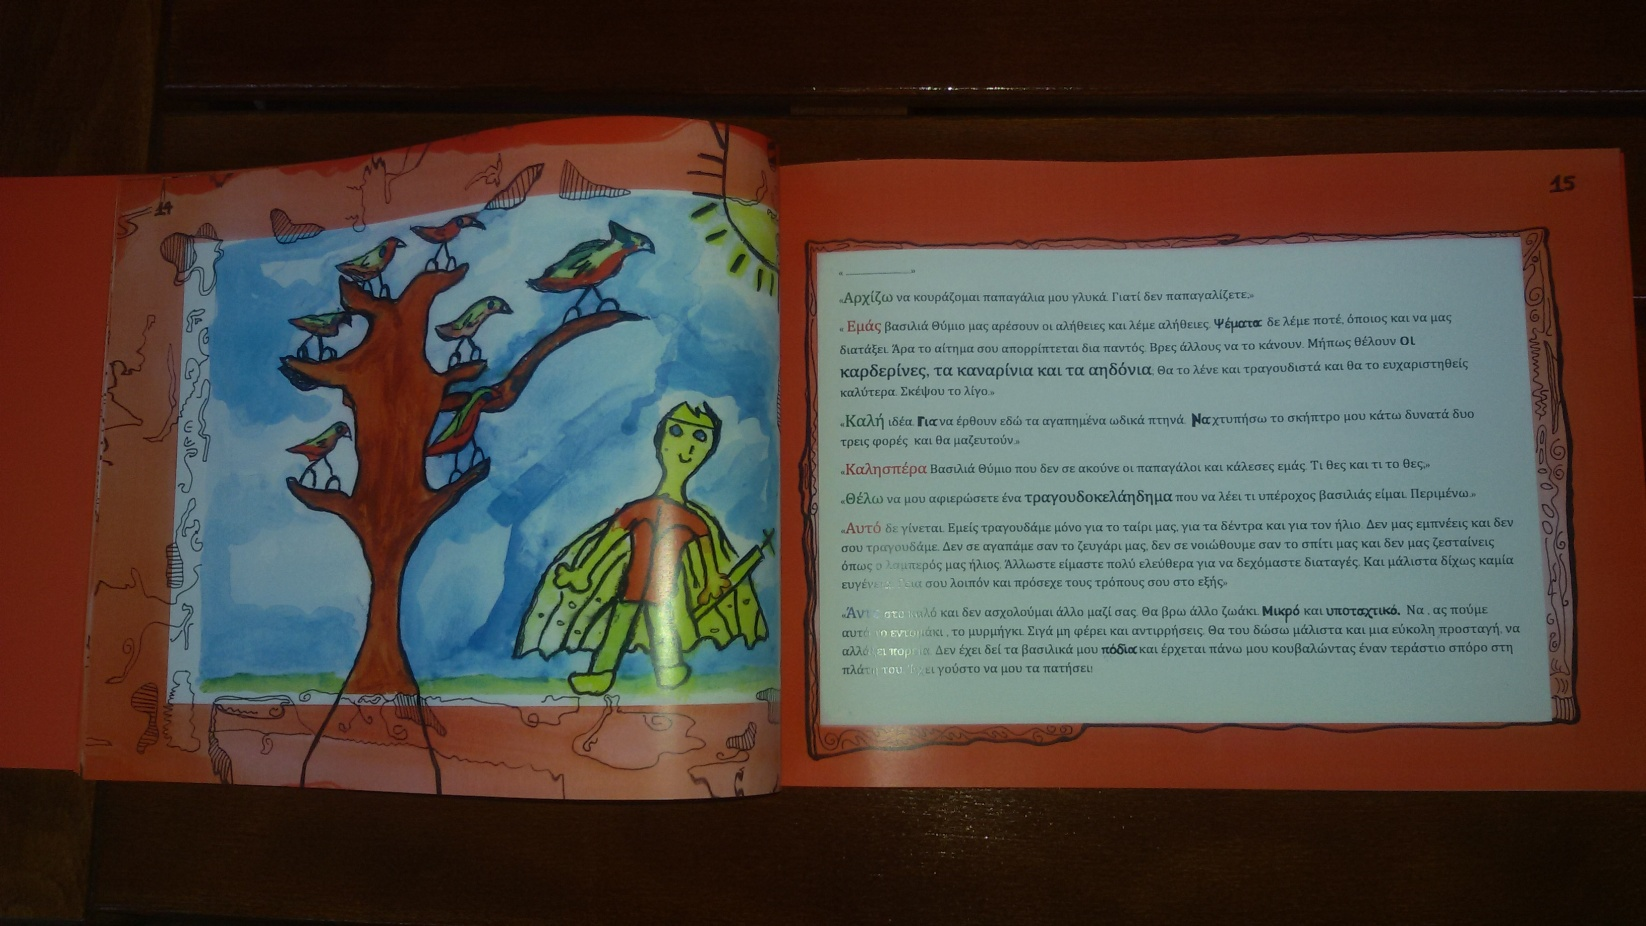 14
15
« »
«Αρχίζω να κουράζομαι παπαγάλια μου γλυκά. Γιατί δεν παπαγαλίζετε;»
« Εμάς βασιλιά Θύμιο μας αρέσουν οι αλήθειες και λέμε αλήθειες. Ψέματα δε λέμε ποτέ, όποιος και να μας
διατάξει. Άρα το αίτημα σου απορρίπτεται δια παντός. Βρες άλλους να το κάνουν. Μήπως θέλουν οι
καρδερίνες, τα καναρίνια και τα αηδόνια. Θα το λένε και τραγουδιστά και θα το ευχαριστηθείς
καλύτερα. Σκέψου το λίγο.»
«Καλή ιδέα. Για να έρθουν εδώ τα αγαπημένα ωδικά πτηνά. Να χτυπήσω το σκήπτρο μου κάτω δυνατά δυο
τρεις φορές και θα μαζευτούν.»
«Καλησπέρα Βασιλιά Θύμιο που δεν σε ακούνε οι παπαγάλοι και κάλεσες εμάς. Τι θες και τι το θες;»
«Θέλω να μου αφιερώσετε ένα τραγουδοκελάηδημα που να λέει τι υπέροχος βασιλιάς είμαι. Περιμένω.»
«Αυτό δε γίνεται. Εμείς τραγουδάμε μόνο για το ταίρι μας, για τα δέντρα και για τον ήλιο. Δεν μας εμπνέεις και δεν
σου τραγουδάμε. Δεν σε αγαπάμε σαν το ζευγάρι μας, δεν σε νοιώθουμε σαν το σπίτι μας και δεν μας ζεσταίνεις
όπως ο λαμπερός μας ήλιος. Άλλωστε είμαστε πολύ ελεύθερα για να δεχόμαστε διαταγές. Και μάλιστα δίχως καμία
σου λοιπόν και πρόσεχε τους τρόπους σου στο εξής»
στο καλό και δεν ασχολούμαι άλλο μαζί σας. Θα βρω άλλο ζωάκι. Μικρό και υποταχτικό. Να , ας πούμε
αυτό το εντομάκι , το μυρμήγκι. Σιγά μη φέρει και αντιρρήσεις. Θα του δώσω μάλιστα και μια εύκολη προσταγή, να
πορεία. Δεν έχει δεί τα βασιλικά μου πόδια και έρχεται πάνω μου κουβαλώντας έναν τεράστιο σπόρο στη
πλάτη του. γούστο να μου τα πατήσει!